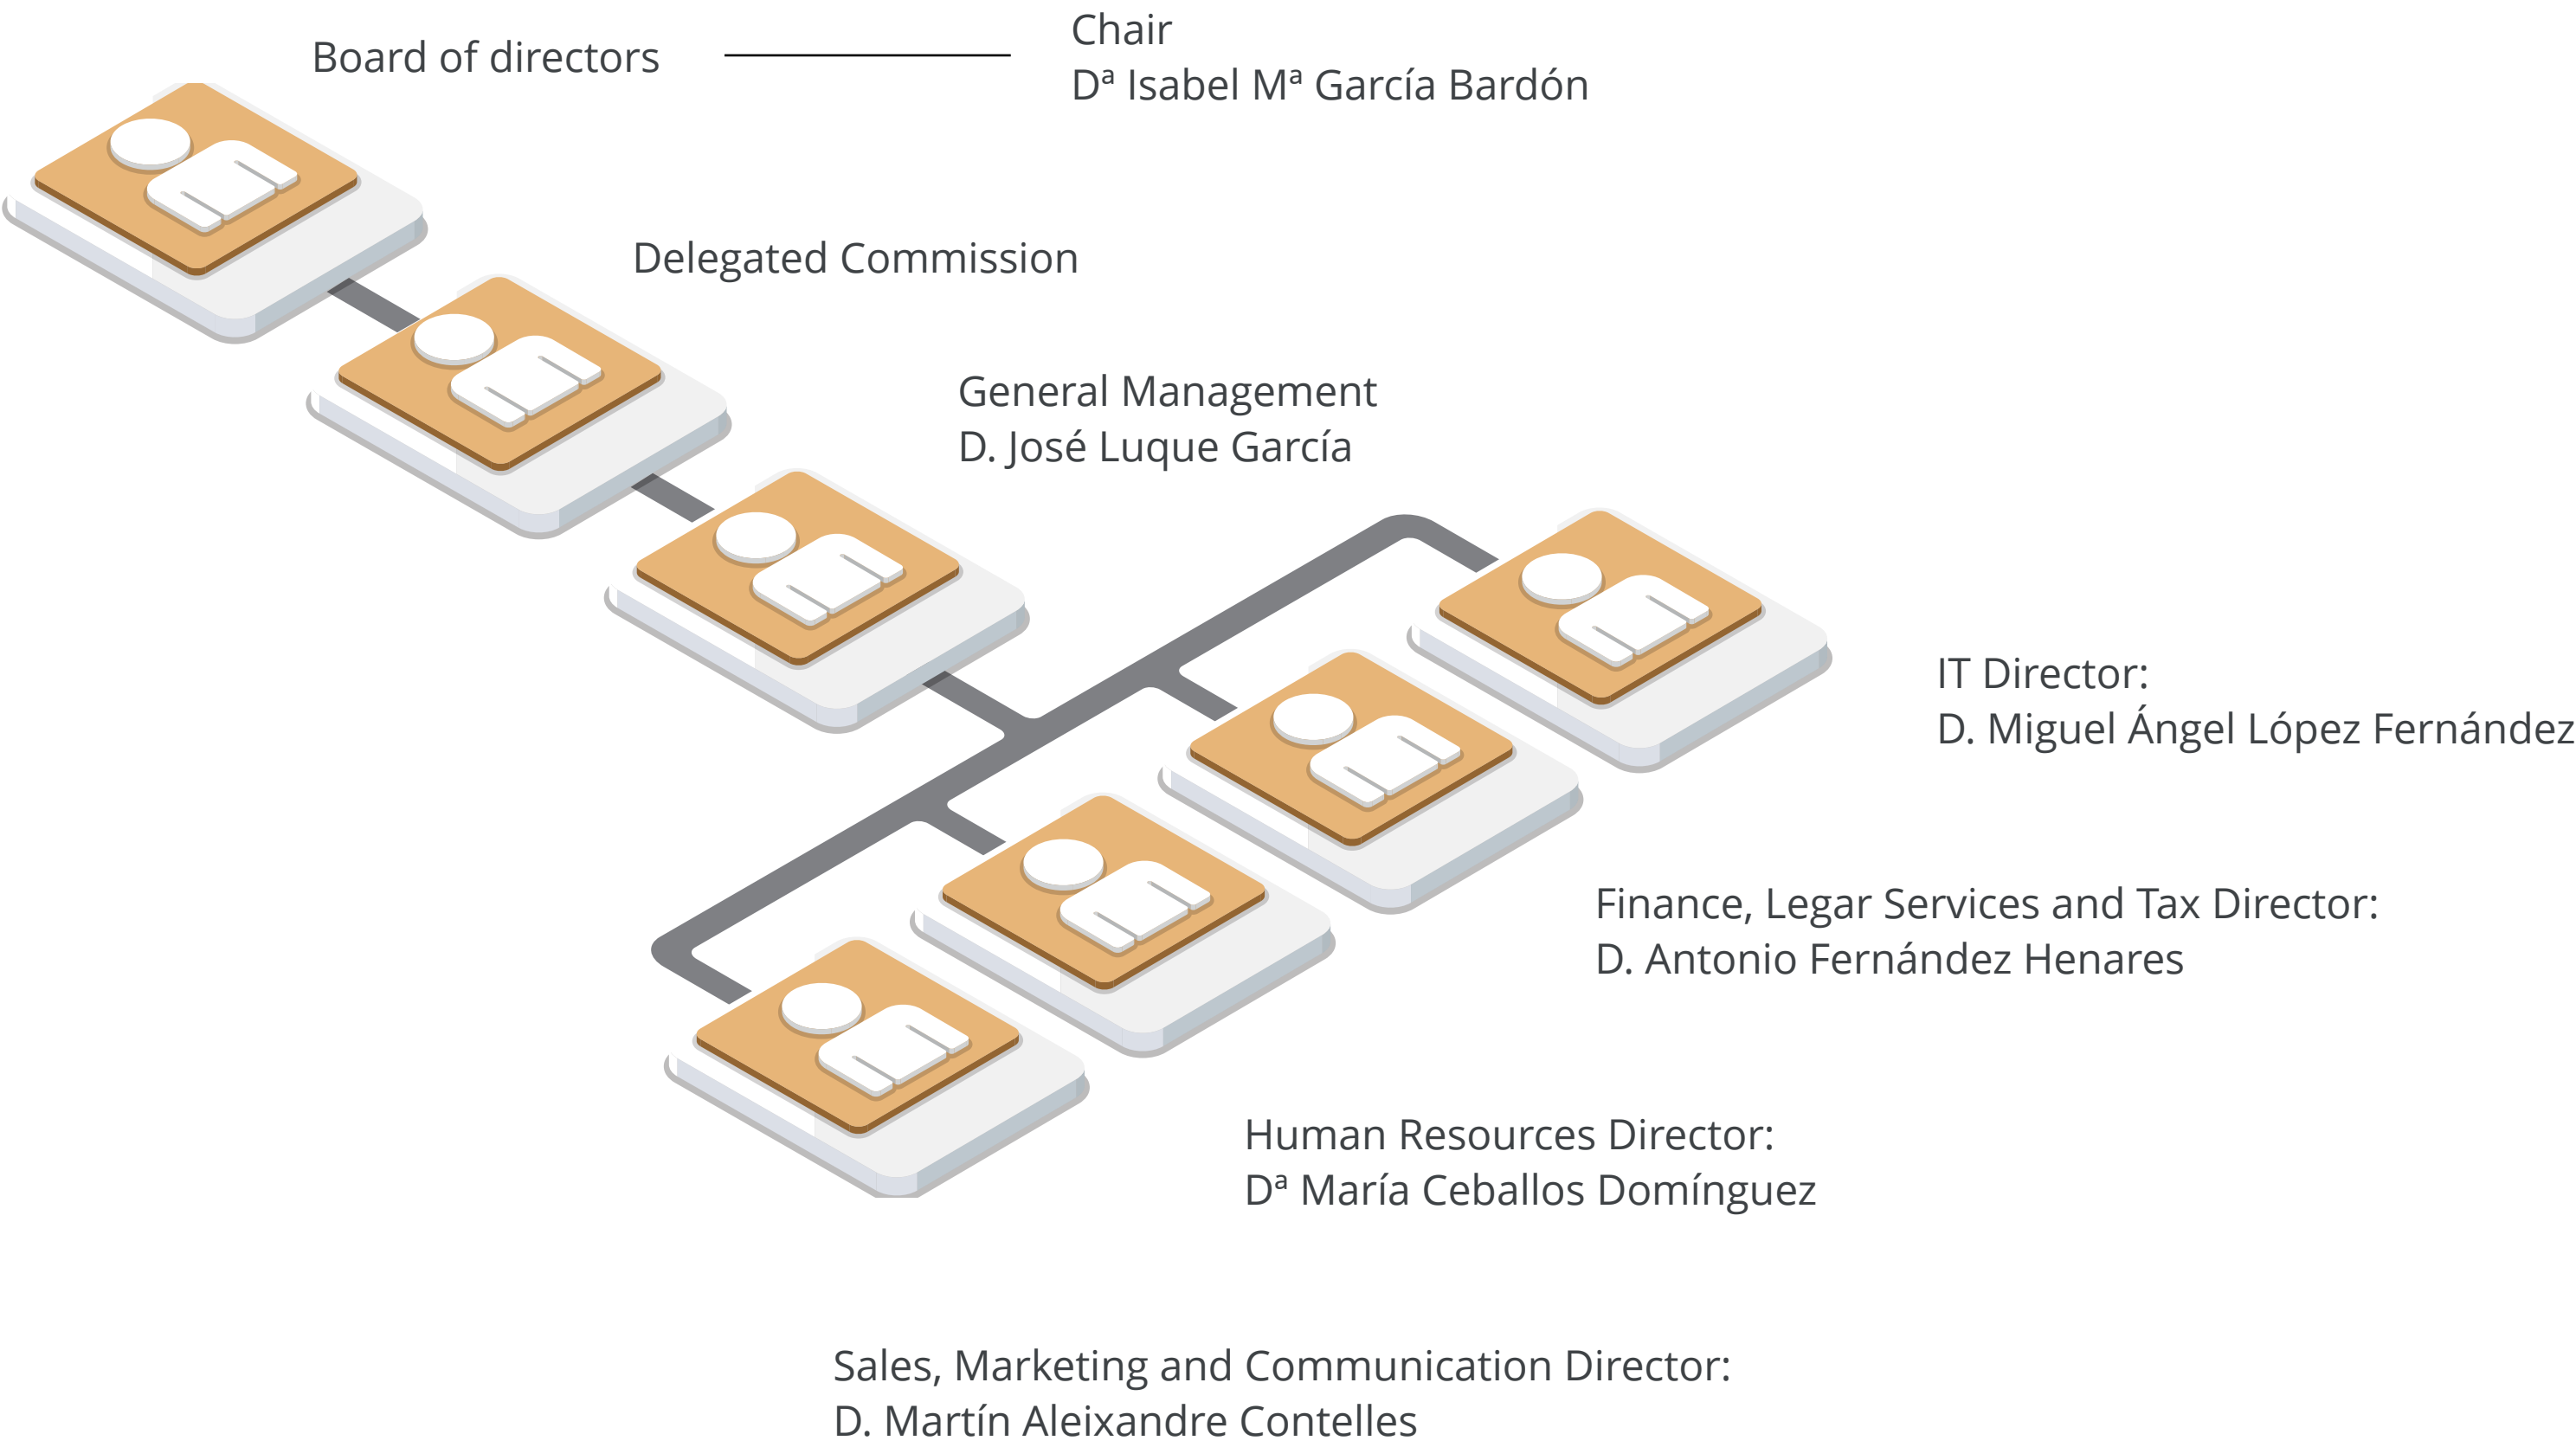 Board of directors
Chair
Dª Isabel Mª García Bardón
Delegated Commission
General Management
D. José Luque García
IT Director:
D. Miguel Ángel López Fernández
Finance, Legar Services and Tax Director:
D. Antonio Fernández Henares
Human Resources Director:
Dª María Ceballos Domínguez
Sales, Marketing and Communication Director:
D. Martín Aleixandre Contelles